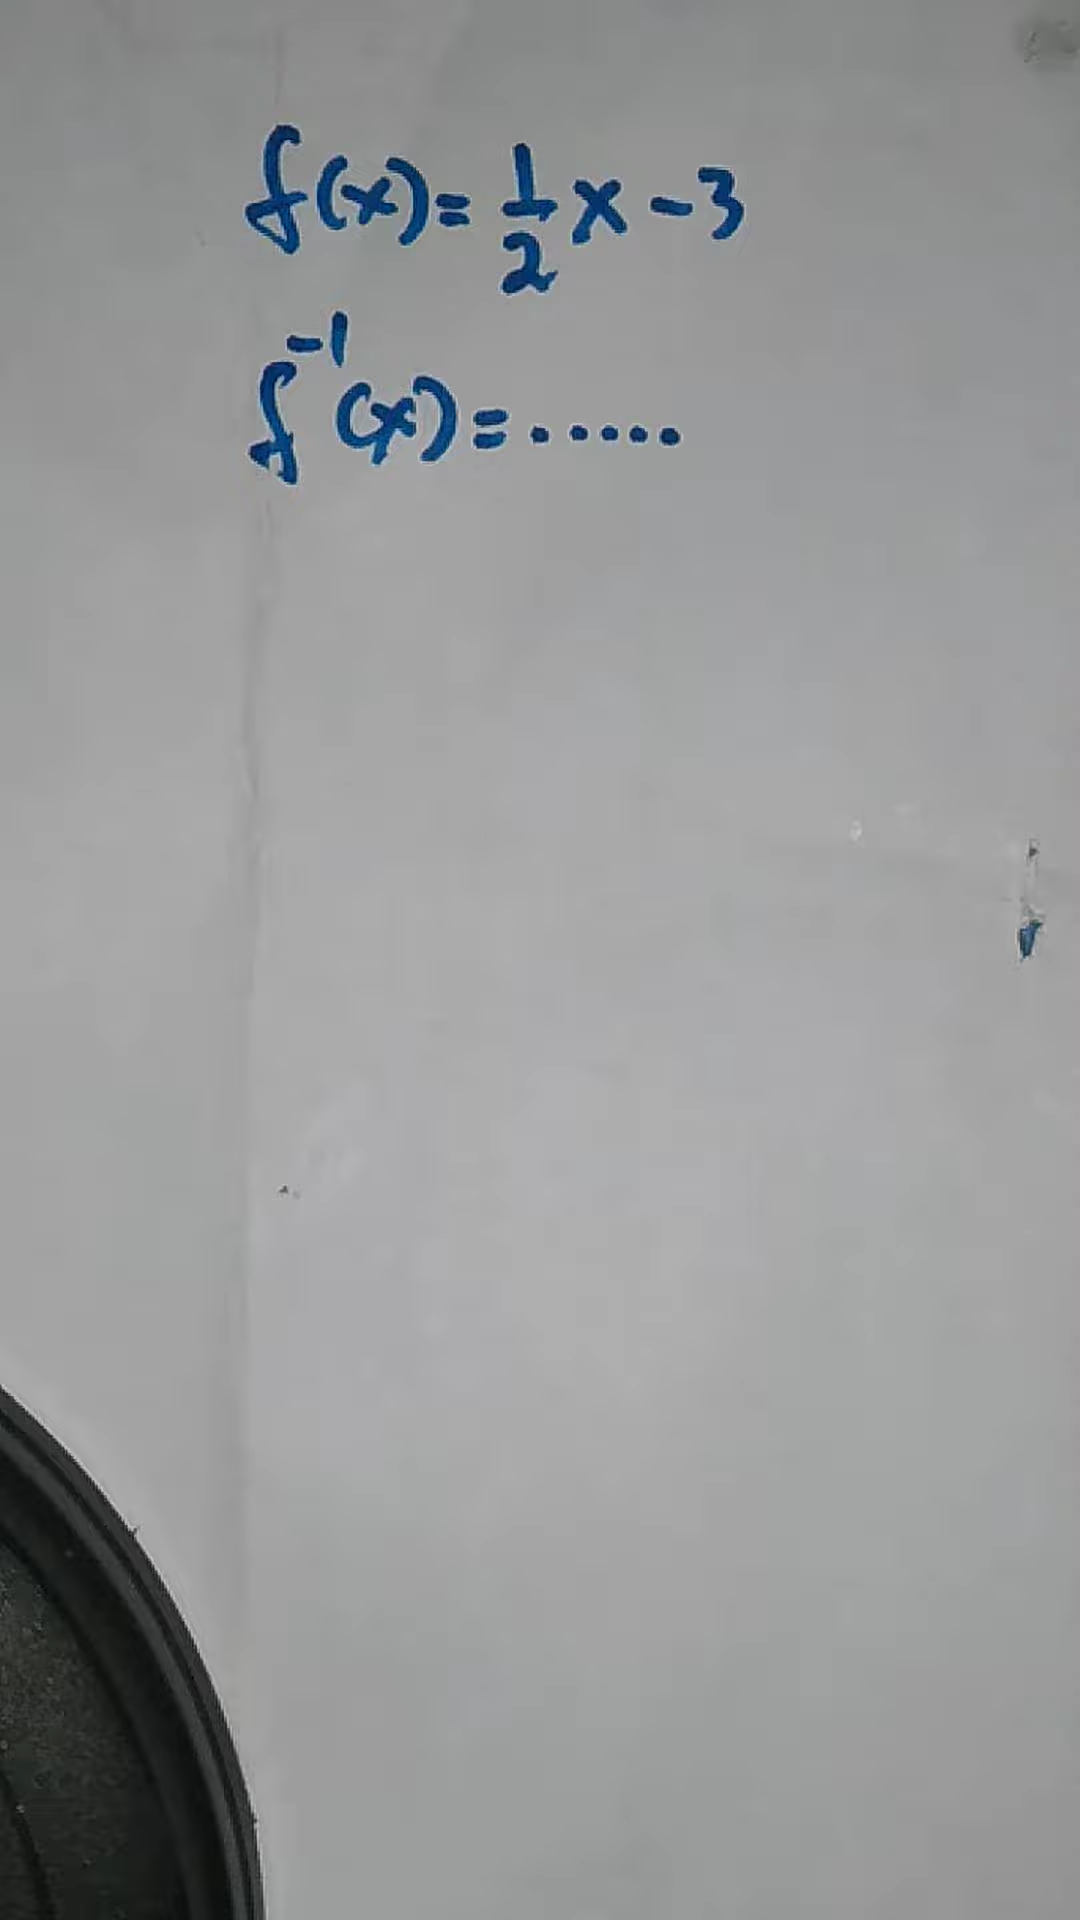 f(x) = 1/2 x - 3
f⁻¹(x) = .....